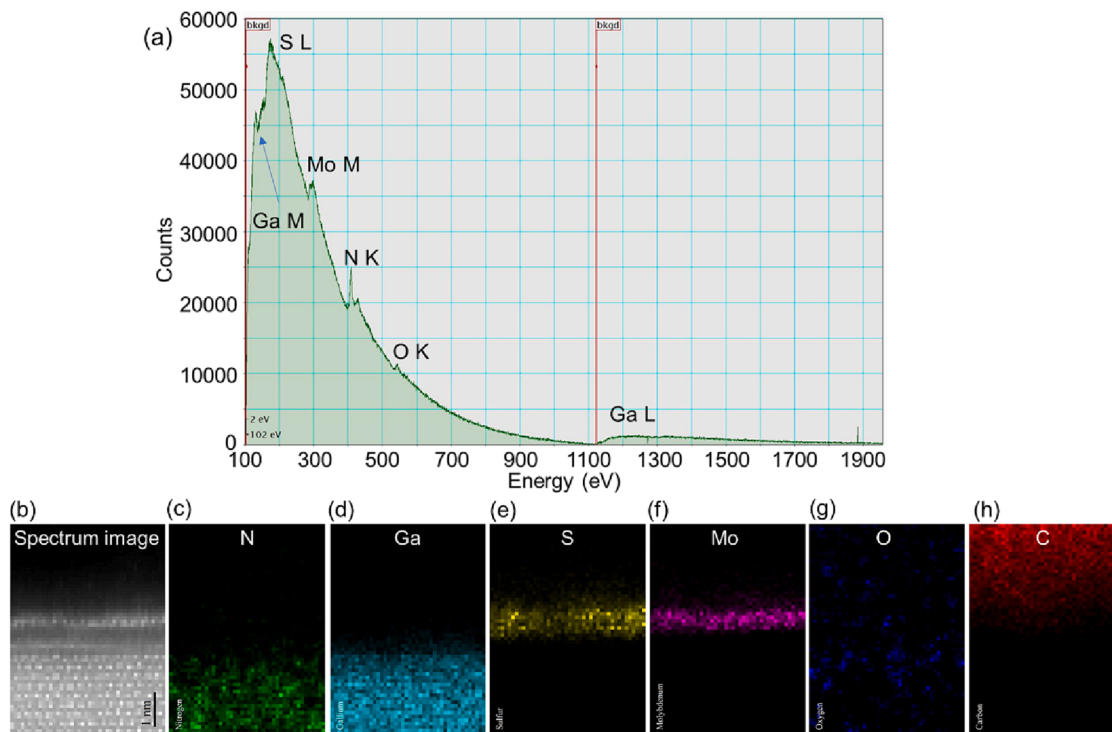 (a)
bkgd
bkgd
60000
50000
40000
30000
20000
10000
0
Counts
S L
Mo M
Ga M
N K
O K
Ga L
2 eV
102 eV
100 300 500 700 900 1100 1300 1500 1700 1900
Energy (eV)
(b) (c) (d) (e) (f) (g) (h)
Spectrum image N Ga S Mo O C
1 nm
Nitrogen
Gallium
Sulfur
Molybdenum
Oxygen
Carbon